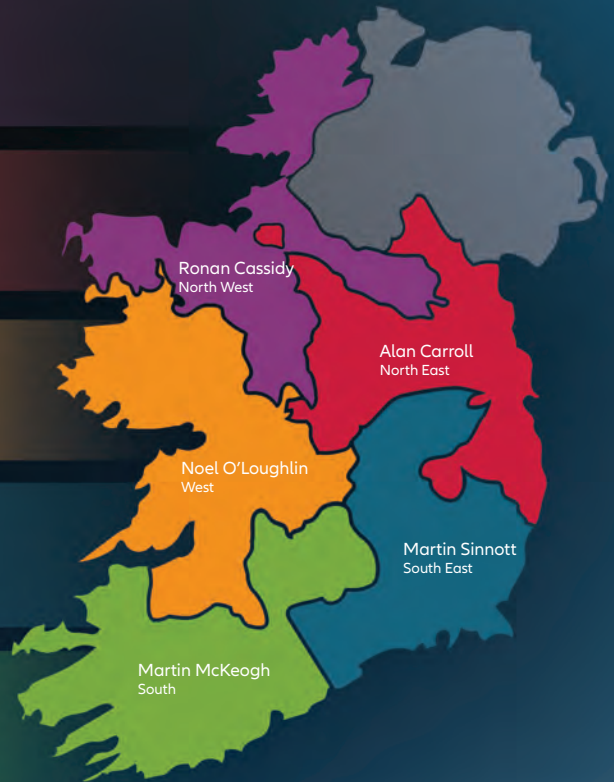 Ronan Cassidy
North West
Alan Carroll
North East
Noel O'Loughlin
West
Martin Sinnott
South East
Martin McKeogh
South